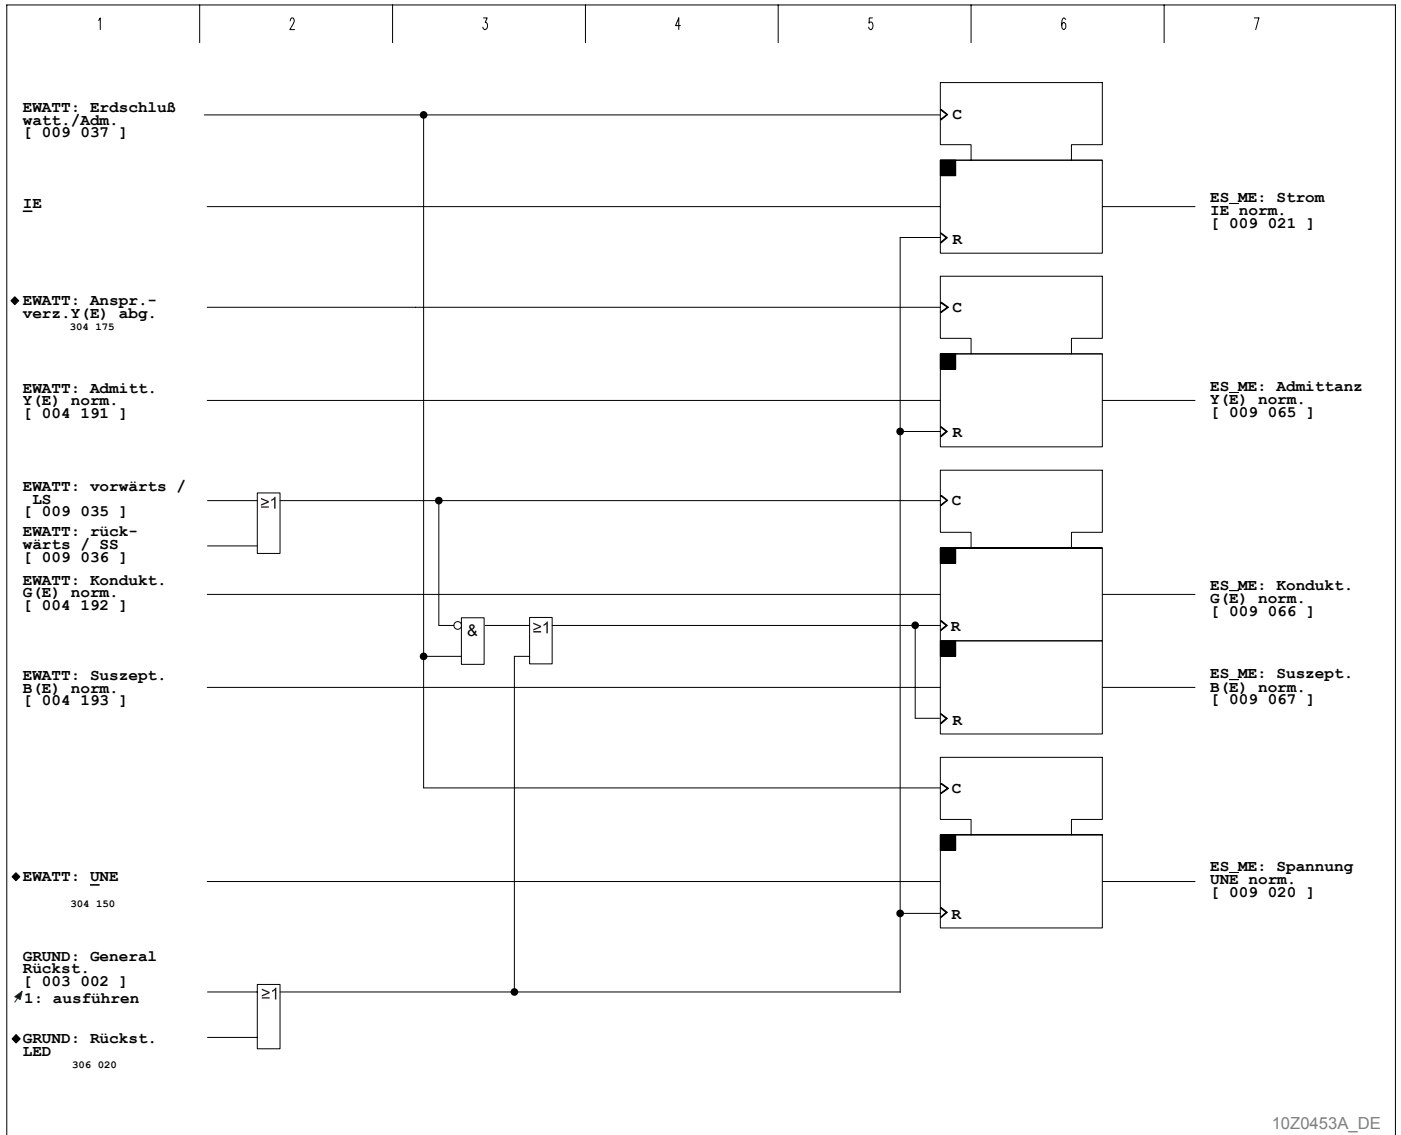 1 2 3 4 5 6 7
EWATT: Erdschluß
watt./Adm.
[ 009 037 ]
C
IE
R
ES_ME: Strom
IE norm.
[ 009 021 ]
◆EWATT: Anspr.-
verz.Y(E) abg.
304 175
C
EWATT: Admitt.
Y(E) norm.
[ 004 191 ]
R
ES_ME: Admittanz
Y(E) norm.
[ 009 065 ]
EWATT: vorwärts /
LS
[ 009 035 ]
≥1
C
EWATT: rück-
wärts / SS
[ 009 036 ]
EWATT: Kondukt.
G(E) norm.
[ 004 192 ]
&
≥1
R
ES_ME: Kondukt.
G(E) norm.
[ 009 066 ]
EWATT: Suszept.
B(E) norm.
[ 004 193 ]
R
ES_ME: Suszept.
B(E) norm.
[ 009 067 ]
C
◆EWATT: UNE
304 150
R
ES_ME: Spannung
UNE norm.
[ 009 020 ]
GRUND: General
Rückst.
[ 003 002 ]
1: ausführen
≥1
◆GRUND: Rückst.
LED
306 020
10Z0453A_DE